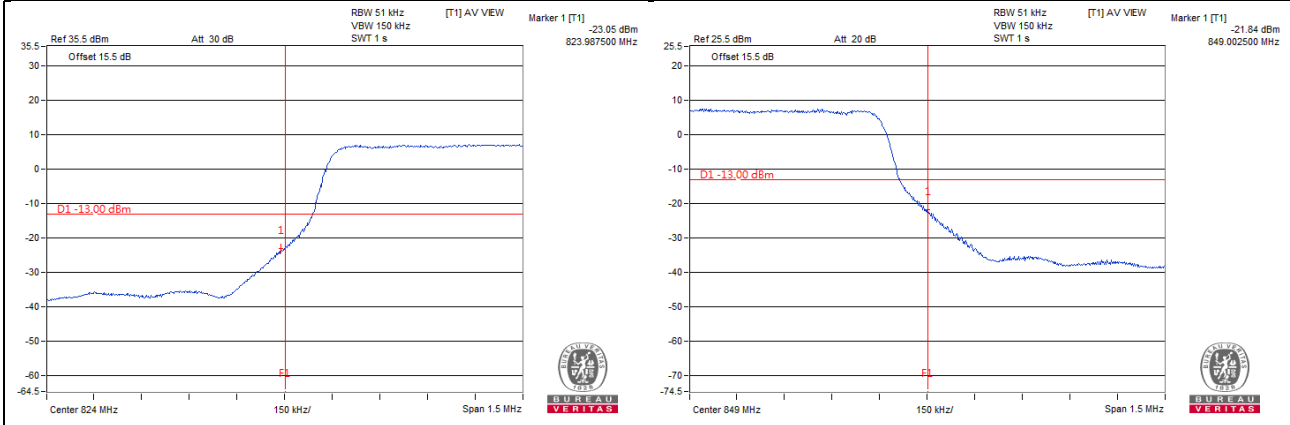 RBW 51 kHz [T1] AV VIEW
VBW 150 kHz
SWT 1 s
Marker 1 [T1]
-23.05 dBm
823.987500 MHz
Ref 35.5 dBm Att 30 dB
Offset 15.5 dB
35.5
30
20
10
0
-10
-20
-30
-40
-50
-60
-64.5
D1 -13.00 dBm
1
F1
Center 824 MHz 150 kHz/ Span 1.5 MHz
BUREAU VERITAS
1828
BUREAU
VERITAS
RBW 51 kHz [T1] AV VIEW
VBW 150 kHz
SWT 1 s
Marker 1 [T1]
-21.84 dBm
849.002500 MHz
Ref 25.5 dBm Att 20 dB
Offset 15.5 dB
25.5
20
10
0
-10
-20
-30
-40
-50
-60
-70
-74.5
D1 -13.00 dBm
1
F1
Center 849 MHz 150 kHz/ Span 1.5 MHz
BUREAU VERITAS
1828
BUREAU
VERITAS